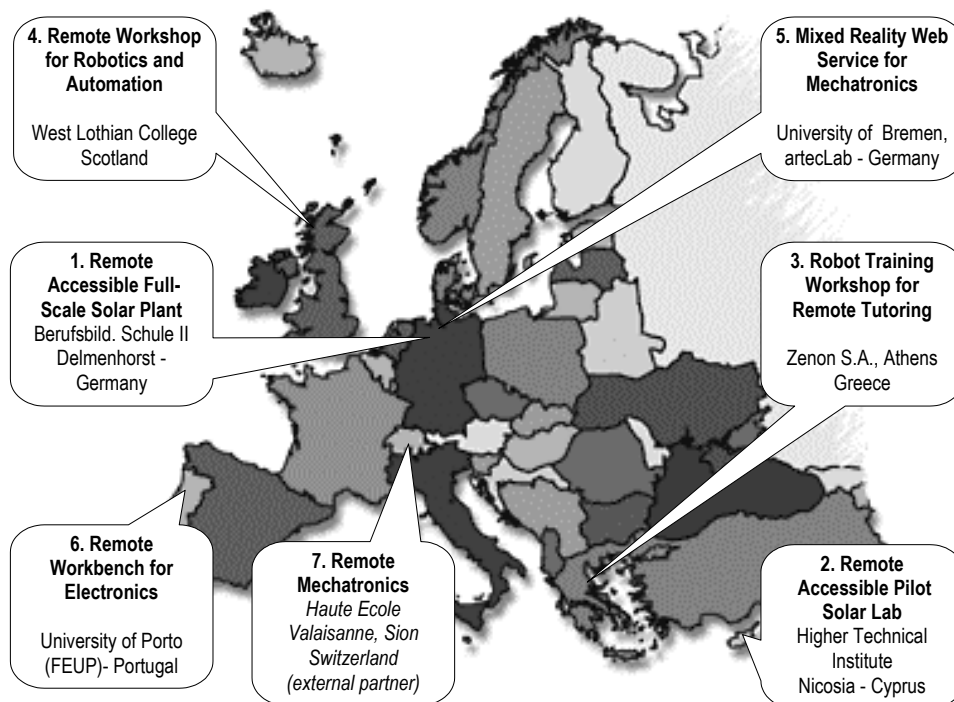 4. Remote Workshop
for Robotics and
Automation
West Lothian College
Scotland
5. Mixed Reality Web
Service for
Mechatronics
University of Bremen,
artecLab - Germany
1. Remote
Accessible Full-
Scale Solar Plant
Berufsbild. Schule II
Delmenhorst -
Germany
3. Robot Training
Workshop for
Remote Tutoring
Zenon S.A., Athens
Greece
6. Remote
Workbench for
Electronics
University of Porto
(FEUP)- Portugal
7. Remote
Mechatronics
Haute Ecole
Valaisanne, Sion
Switzerland
(external partner)
2. Remote
Accessible Pilot
Solar Lab
Higher Technical
Institute
Nicosia - Cyprus